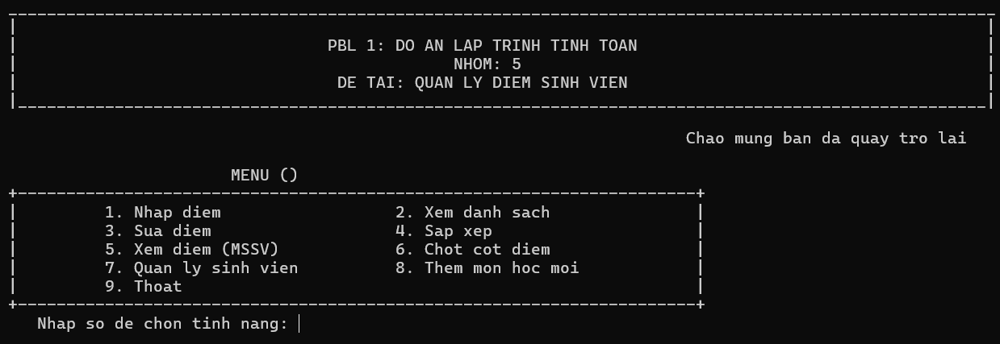 PBL 1: DO AN LAP TRINH TINH TOAN
NHOM: 5
DE TAI: QUAN LY DIEM SINH VIEN
Chao mung ban da quay tro lai
MENU ()
1. Nhap diem 2. Xem danh sach
3. Sua diem 4. Sap xep
5. Xem diem (MSSV) 6. Chot cot diem
7. Quan ly sinh vien 8. Them mon hoc moi
9. Thoat
Nhap so de chon tinh nang: